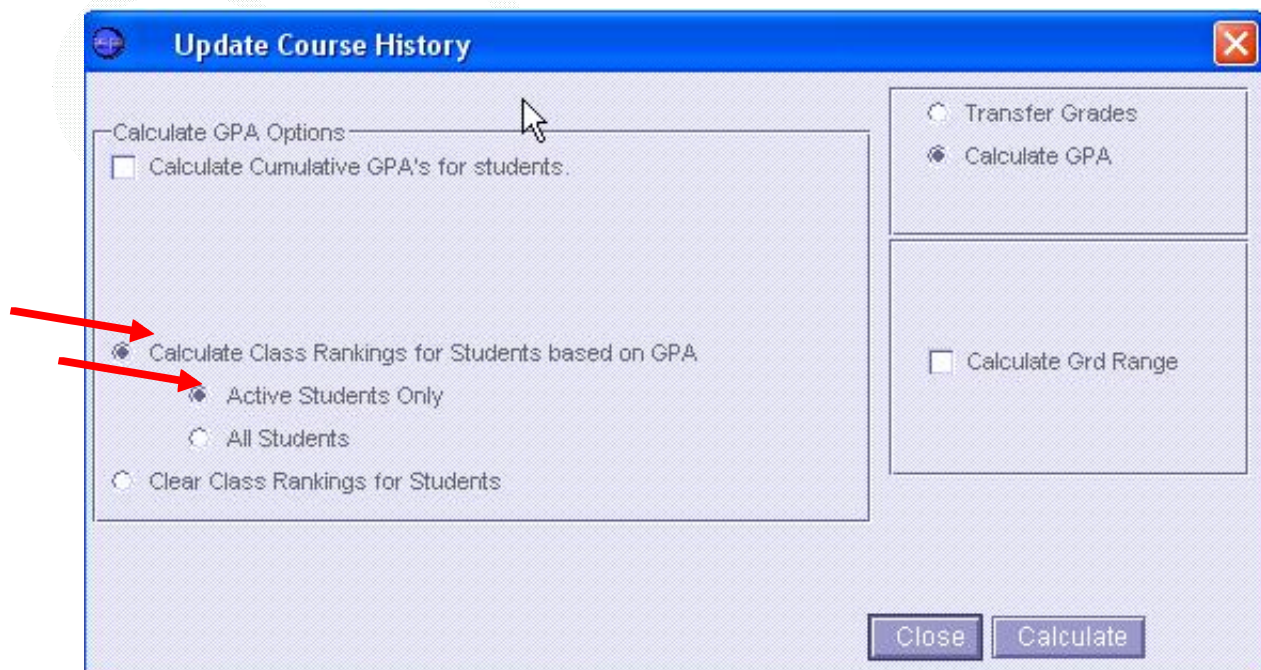 Update Course History
Calculate GPA Options
Calculate Cumulative GPA's for students.
Calculate Class Rankings for Students based on GPA
Active Students Only
All Students
Clear Class Rankings for Students
Transfer Grades
Calculate GPA
Calculate Grd Range
Close
Calculate